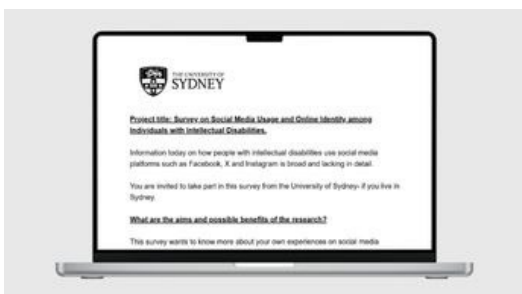 THE UNIVERSITY OF
SYDNEY
Project title: Survey on Social Media Usage and Online Identity among
Individuals with Intellectual Disabilities.
Information today on how people with intellectual disabilities use social media
platforms such as Facebook, X and Instagram is broad and lacking in detail.
You are invited to take part in this survey from the University of Sydney- if you live in
Sydney.
What are the aims and possible benefits of the research?
This survey wants to know more about your own experiences on social media